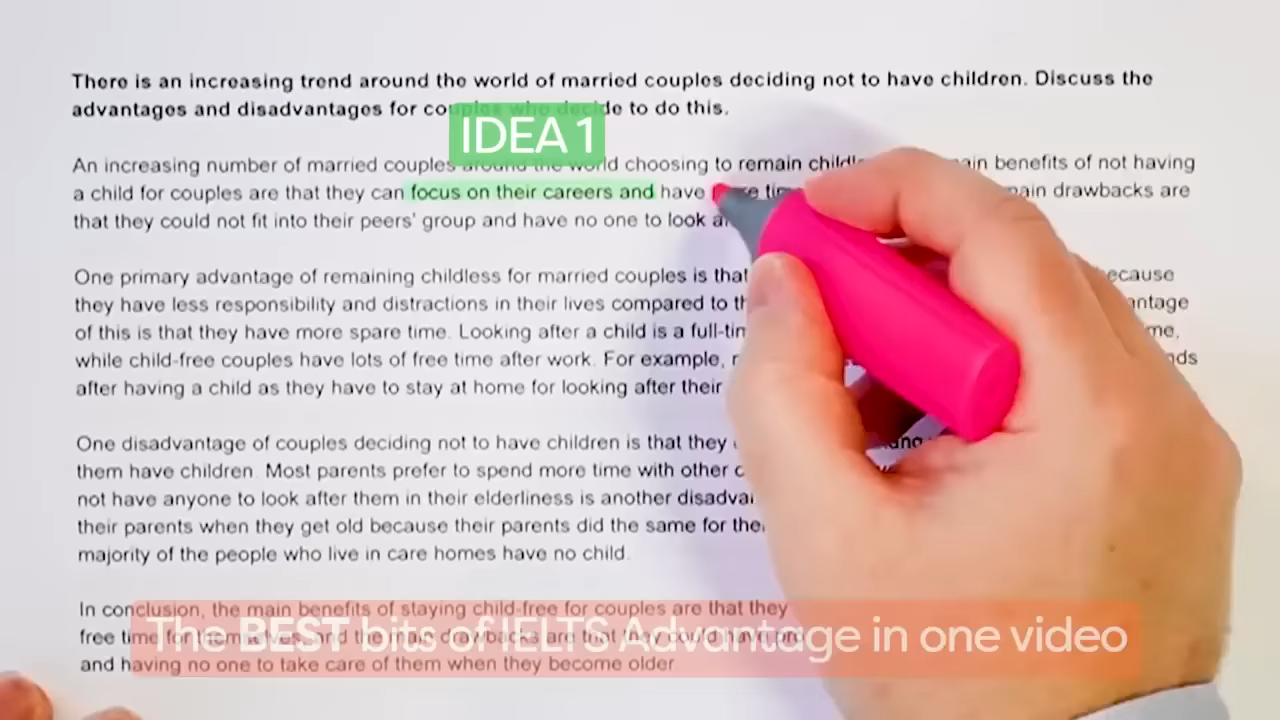 There is an increasing trend around the world of married couples deciding not to have children. Discuss the
advantages and disadvantages for couples who decide to do this.
IDEA 1
An increasing number of married couples around the world choosing to remain benefits of not having
a child for couples are that they can focus on their careers and have drawbacks are
that they could not fit into their peers' group and have no one to look
One primary advantage of remaining childless for married couples is that
they have less responsibility and distractions in their lives compared to
of this is that they have more spare time. Looking after a child is a
while child-free couples have lots of free time after work. For example,
after having a child as they have to stay at home for looking after their
One disadvantage of couples deciding not to have children is that they
them have children. Most parents prefer to spend more time with other
not have anyone to look after them in their elderliness is another
their parents when they get old because their parents did the same for
majority of the people who live in care homes have no child.
In conclusion, the main benefits of staying child-free for couples are that they
free time for themselves, and the main drawbacks are that they could have
The BEST bits of IELTS Advantage in one video
and having no one to take care of them when they become older